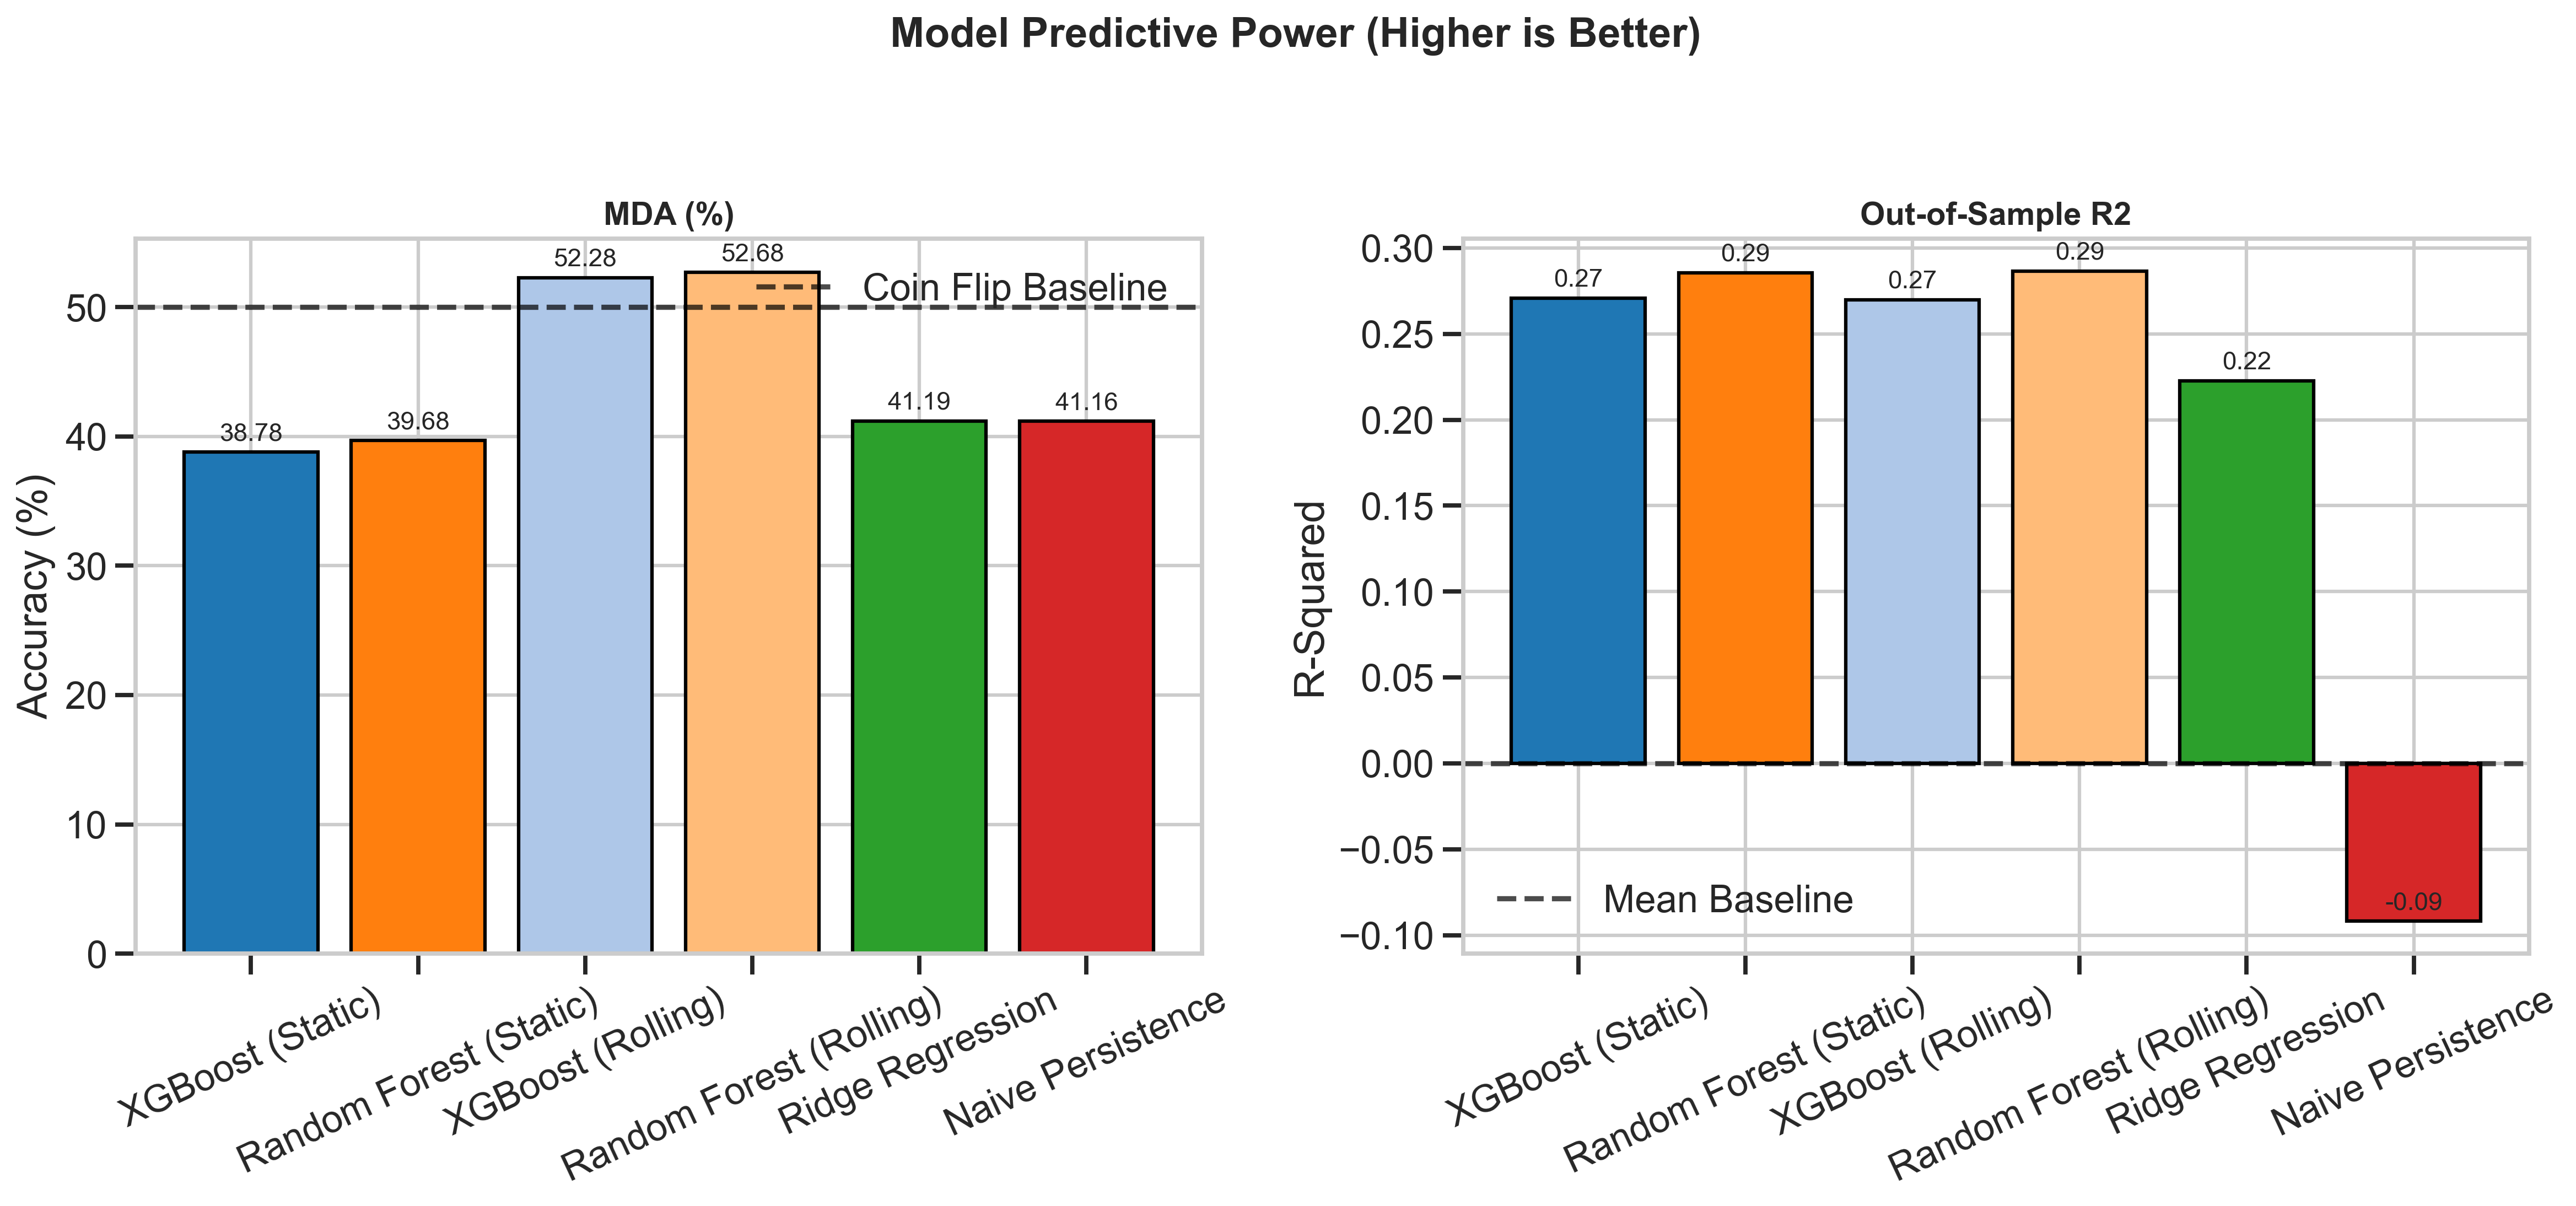 Model Predictive Power (Higher is Better)
MDA (%)
Accuracy (%)
50
40
30
20
10
0
38.78
39.68
52.28
52.68
41.19
41.16
Coin Flip Baseline
XGBoost (Static)
Random Forest (Static)
XGBoost (Rolling)
Random Forest (Rolling)
Ridge Regression
Naive Persistence
Out-of-Sample R2
R-Squared
0.30
0.25
0.20
0.15
0.10
0.05
0.00
−0.05
−0.10
0.27
0.29
0.27
0.29
0.22
-0.09
Mean Baseline
XGBoost (Static)
Random Forest (Static)
XGBoost (Rolling)
Random Forest (Rolling)
Ridge Regression
Naive Persistence